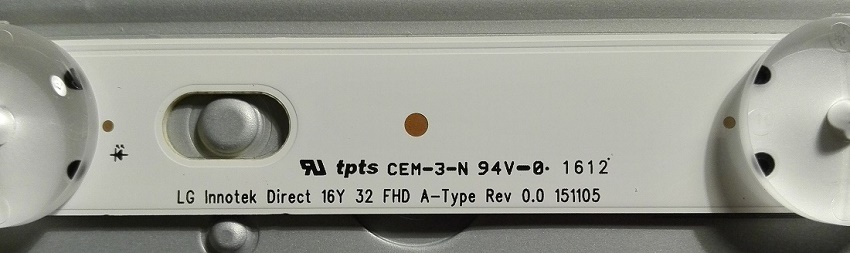 tpts CEM-3-N 94V-0 1612
LG Innotek Direct 16Y 32 FHD A-Type Rev 0.0 151105